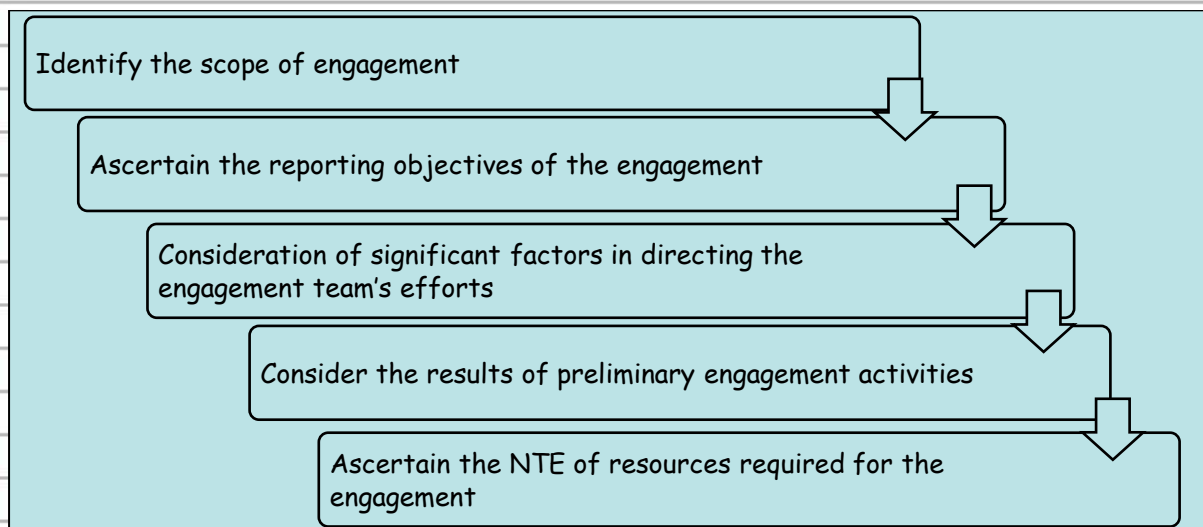 Identify the scope of engagement
Ascertain the reporting objectives of the engagement
Consideration of significant factors in directing the
engagement team's efforts
Consider the results of preliminary engagement activities
Ascertain the NTE of resources required for the
engagement